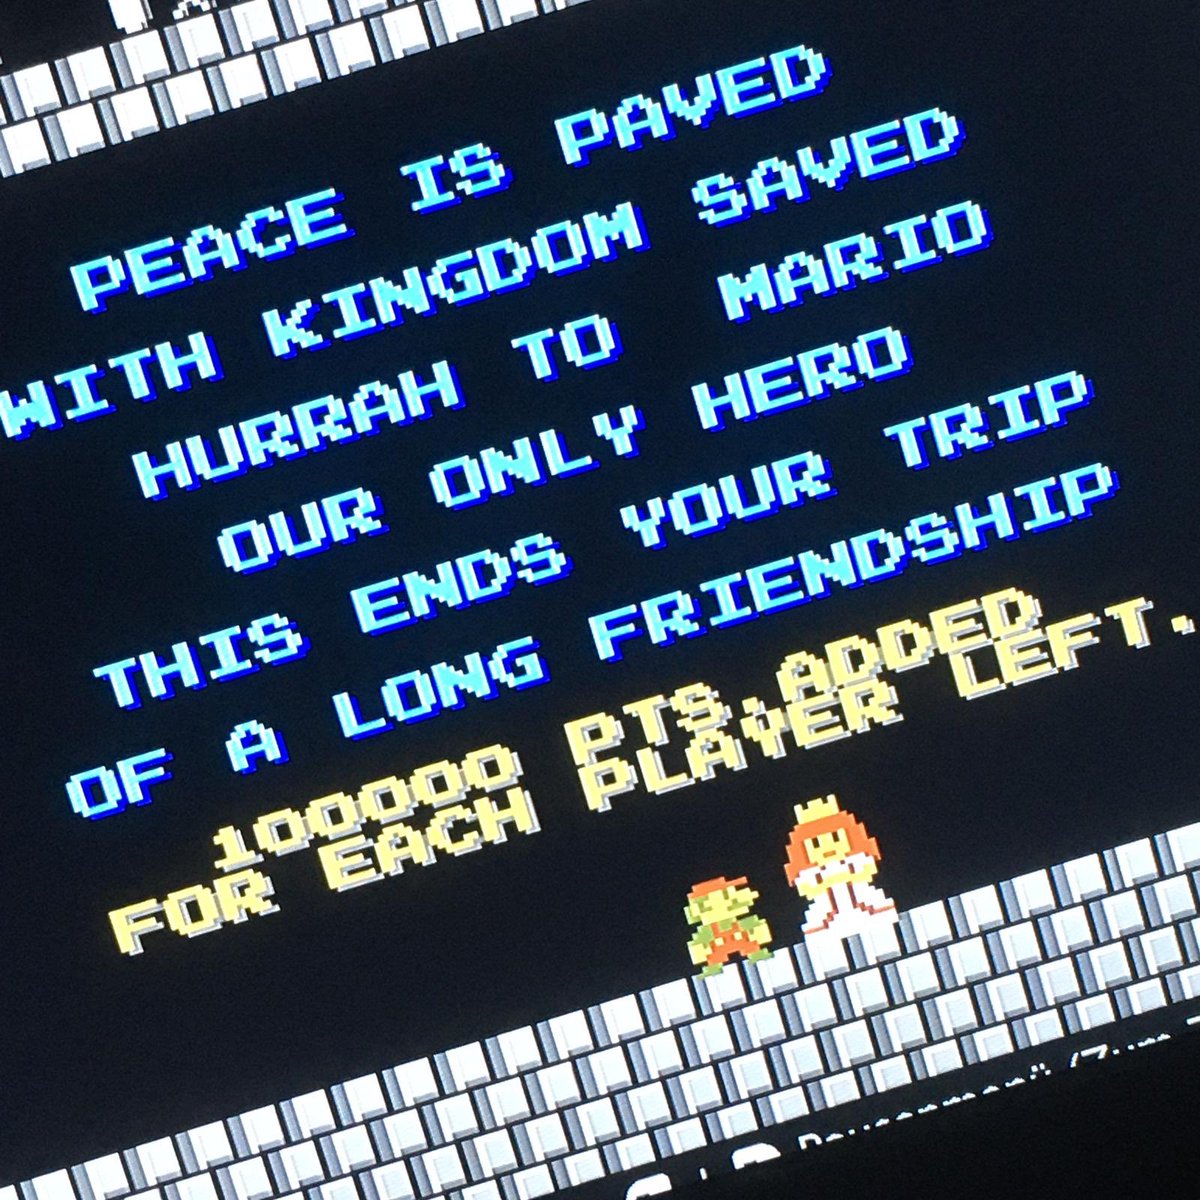 PEACE IS PAVED
WITH KINGDOM SAVED
HURRAH TO MARIO
OUR ONLY HERO
THIS ENDS YOUR TRIP
OF A LONG FRIENDSHIP
100000 PTS.ADDED
FOR EACH PLAYER LEFT.